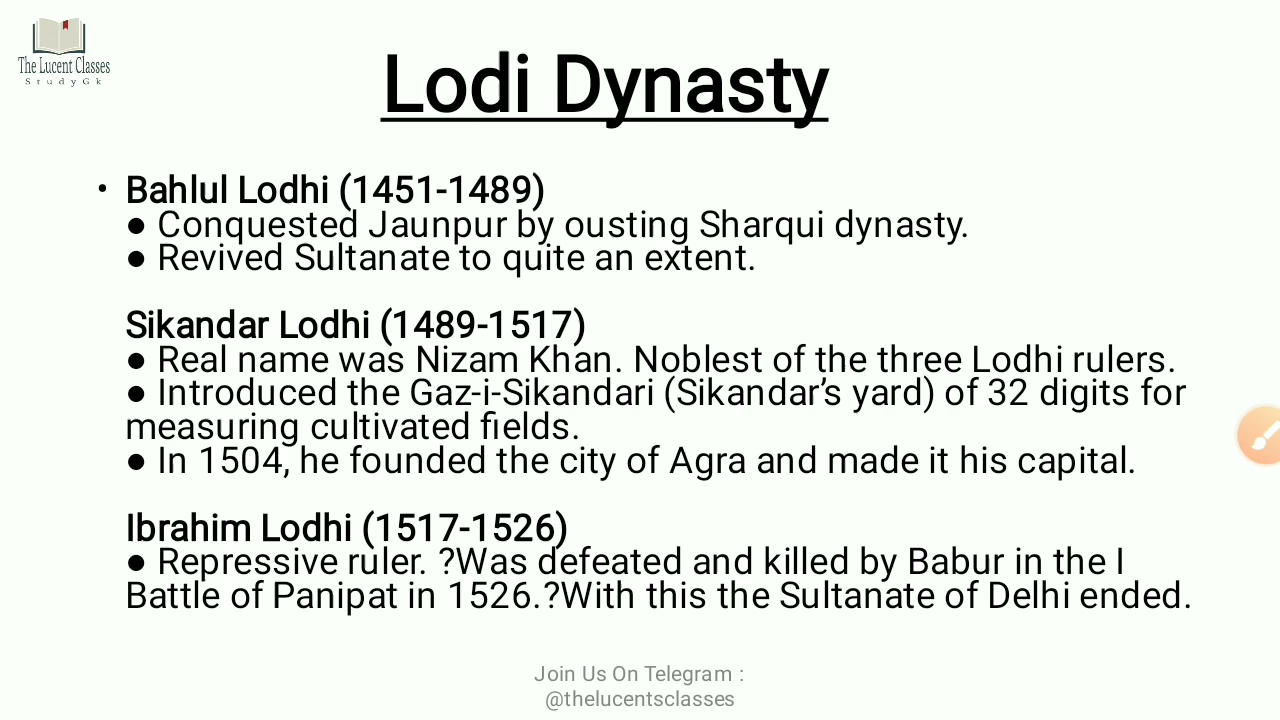 The Lucent Classes
StudyGk
Lodi Dynasty
• Bahlul Lodhi (1451-1489)
● Conquested Jaunpur by ousting Sharqui dynasty.
● Revived Sultanate to quite an extent.
Sikandar Lodhi (1489-1517)
● Real name was Nizam Khan. Noblest of the three Lodhi rulers.
● Introduced the Gaz-i-Sikandari (Sikandar’s yard) of 32 digits for
measuring cultivated fields.
● In 1504, he founded the city of Agra and made it his capital.
Ibrahim Lodhi (1517-1526)
● Repressive ruler. ?Was defeated and killed by Babur in the I
Battle of Panipat in 1526.?With this the Sultanate of Delhi ended.
Join Us On Telegram :
@thelucentsclasses